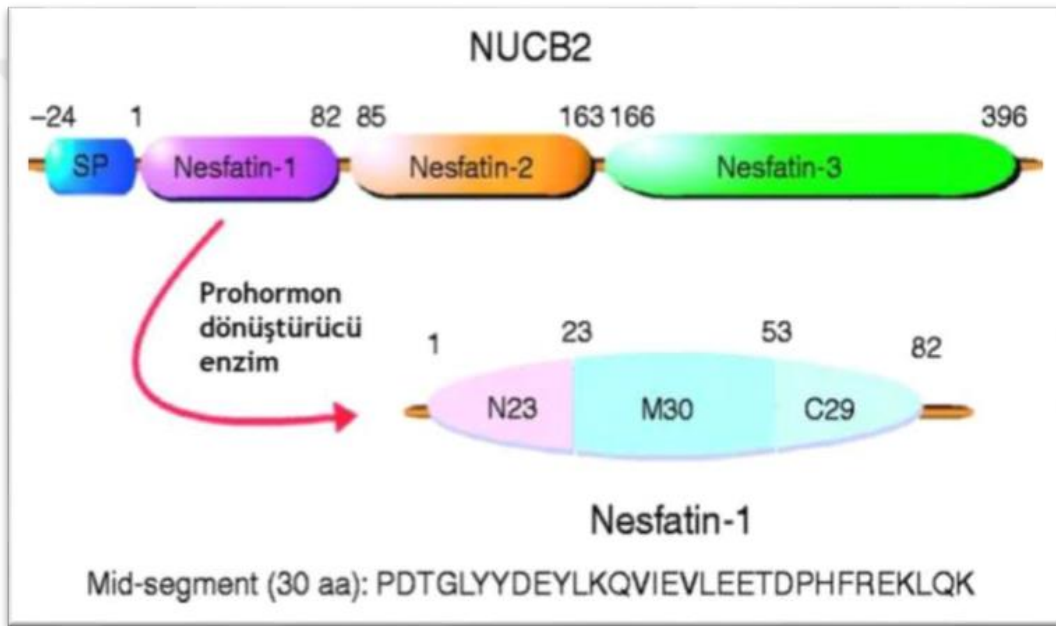 NUCB2
–24 1 82 85 163 166 396
SP Nesfatin-1 Nesfatin-2 Nesfatin-3
Prohormon
dönüştürücü
enzim
1 23 53 82
N23 M30 C29
Nesfatin-1
Mid-segment (30 aa): PDTGLYYDEYLKQVIEVLEETDPHFREKLQK